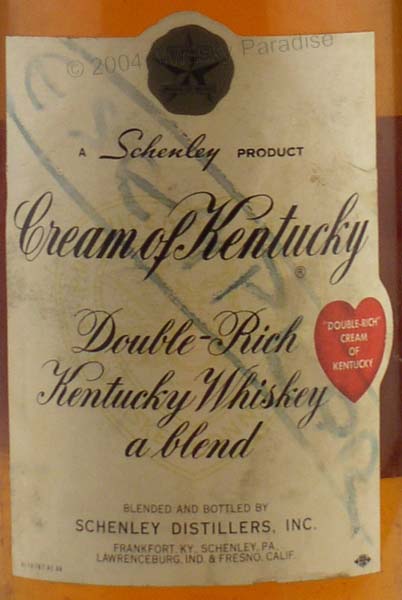 © 2004 Whisky Paradise
A Schenley PRODUCT
Cream of Kentucky
®
Double-Rich
Kentucky Whiskey
a blend
"DOUBLE-RICH"
CREAM
OF
KENTUCKY
BLENDED AND BOTTLED BY
SCHENLEY DISTILLERS, INC.
FRANKFORT, KY., SCHENLEY, PA.
LAWRENCEBURG, IND. & FRESNO, CALIF.